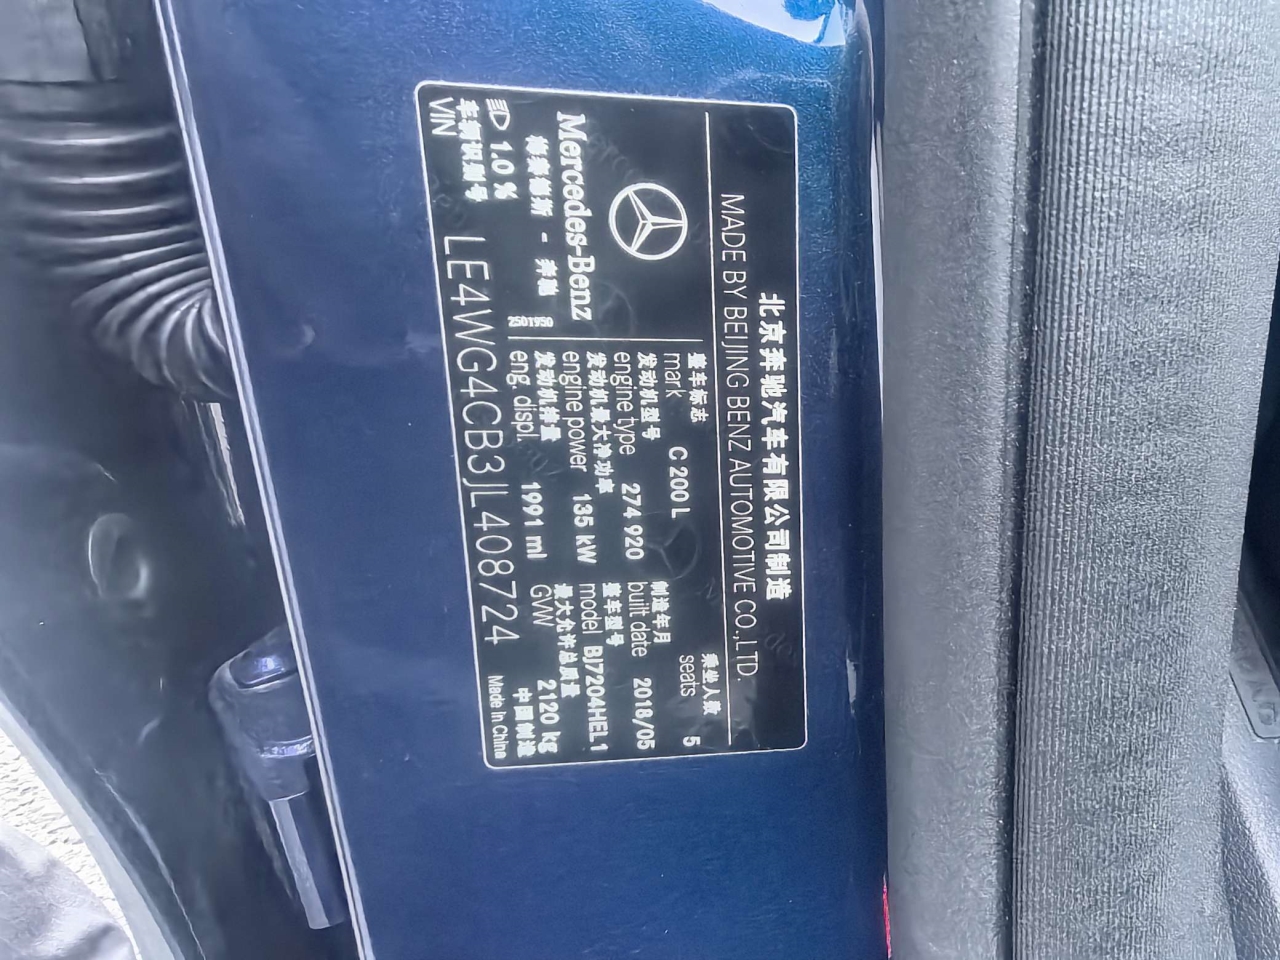 北京奔驰汽车有限公司制造
MADE BY BEIJING BENZ AUTOMOTIVE CO.,LTD.
Mercedes-Benz
梅赛德斯 - 奔驰
2501950
1.0 %
整车标志
mark C 200 L
乘坐人数
seats 5
发动机型号
engine type 274 920
制造年月
built date 2018/05
发动机最大净功率
engine power 135 kW
整车型号
model BJ7204HEL1
发动机排量
eng. displ. 1991 ml
最大允许总质量
GVW 2120 kg
车辆识别号
VIN LE4WG4CB3JL408724
中国制造
Made In China